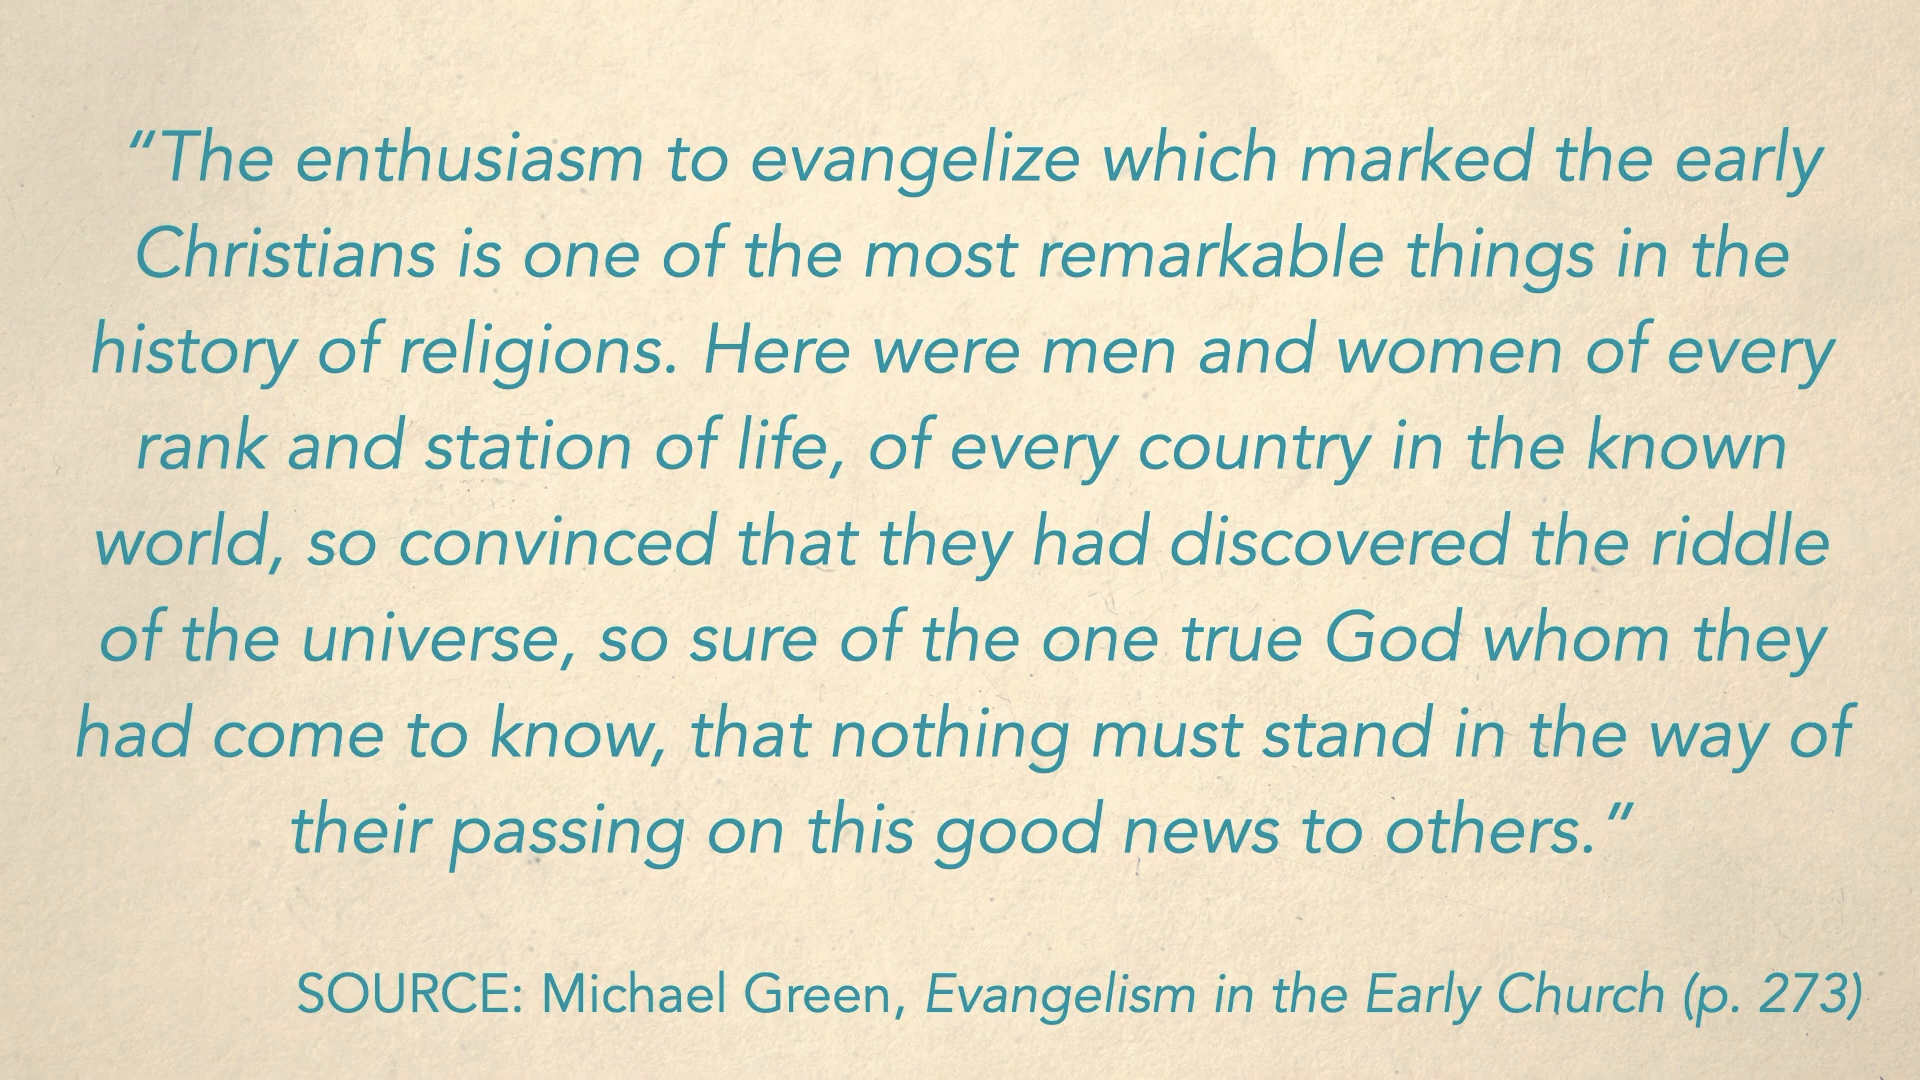 “The enthusiasm to evangelize which marked the early
Christians is one of the most remarkable things in the
history of religions. Here were men and women of every
rank and station of life, of every country in the known
world, so convinced that they had discovered the riddle
of the universe, so sure of the one true God whom they
had come to know, that nothing must stand in the way of
their passing on this good news to others.”
SOURCE: Michael Green, Evangelism in the Early Church (p. 273)